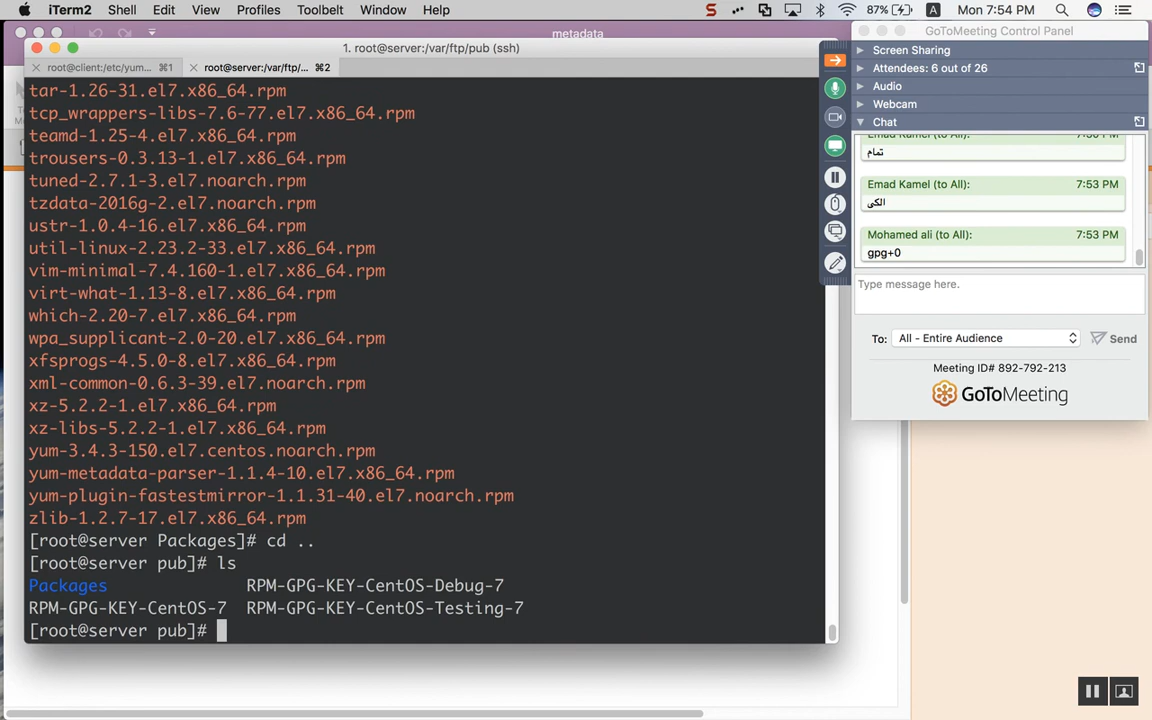 iTerm2 Shell Edit View Profiles Toolbelt Window Help 87% A Mon 7:54 PM
metadata
1. root@server:/var/ftp/pub (ssh)
root@client:/etc/yum... ⌘1 root@server:/var/ftp/... ⌘2
tar-1.26-31.el7.x86_64.rpm
tcp_wrappers-libs-7.6-77.el7.x86_64.rpm
teamd-1.25-4.el7.x86_64.rpm
trousers-0.3.13-1.el7.x86_64.rpm
tuned-2.7.1-3.el7.noarch.rpm
tzdata-2016g-2.el7.noarch.rpm
ustr-1.0.4-16.el7.x86_64.rpm
util-linux-2.23.2-33.el7.x86_64.rpm
vim-minimal-7.4.160-1.el7.x86_64.rpm
virt-what-1.13-8.el7.x86_64.rpm
which-2.20-7.el7.x86_64.rpm
wpa_supplicant-2.0-20.el7.x86_64.rpm
xfsprogs-4.5.0-8.el7.x86_64.rpm
xml-common-0.6.3-39.el7.noarch.rpm
xz-5.2.2-1.el7.x86_64.rpm
xz-libs-5.2.2-1.el7.x86_64.rpm
yum-3.4.3-150.el7.centos.noarch.rpm
yum-metadata-parser-1.1.4-10.el7.x86_64.rpm
yum-plugin-fastestmirror-1.1.31-40.el7.noarch.rpm
zlib-1.2.7-17.el7.x86_64.rpm
[root@server Packages]# cd ..
[root@server pub]# ls
Packages RPM-GPG-KEY-CentOS-Debug-7
RPM-GPG-KEY-CentOS-7 RPM-GPG-KEY-CentOS-Testing-7
[root@server pub]#
GoToMeeting Control Panel
Screen Sharing
Attendees: 6 out of 26
Audio
Webcam
Chat
Emad Kamel (to All):
تمام
Emad Kamel (to All): 7:53 PM
الكى
Mohamed ali (to All): 7:53 PM
gpg+0
Type message here.
To: All - Entire Audience Send
Meeting ID# 892-792-213
GoToMeeting